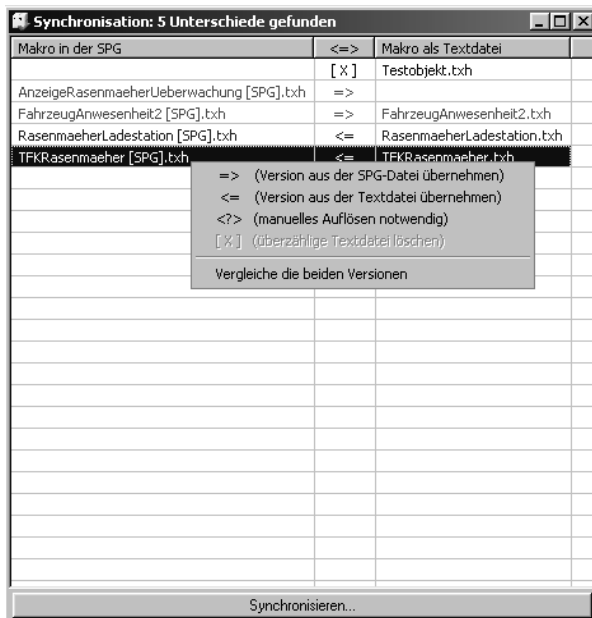 Synchronisation: 5 Unterschiede gefunden
Makro in der SPG <=> Makro als Textdatei
[X] Testobjekt.txh
AnzeigeRasenmaeherUeberwachung [SPG].txh =>
FahrzeugAnwesenheit2 [SPG].txh => FahrzeugAnwesenheit2.txh
RasenmaeherLadestation [SPG].txh <= RasenmaeherLadestation.txh
TFKRasenmaeher [SPG].txh <= TFKRasenmaeher.txh
=> (Version aus der SPG-Datei übernehmen)
<= (Version aus der Textdatei übernehmen)
<?> (manuelles Auflösen notwendig)
[X] (überzählige Textdatei löschen)
Vergleiche die beiden Versionen
Synchronisieren...